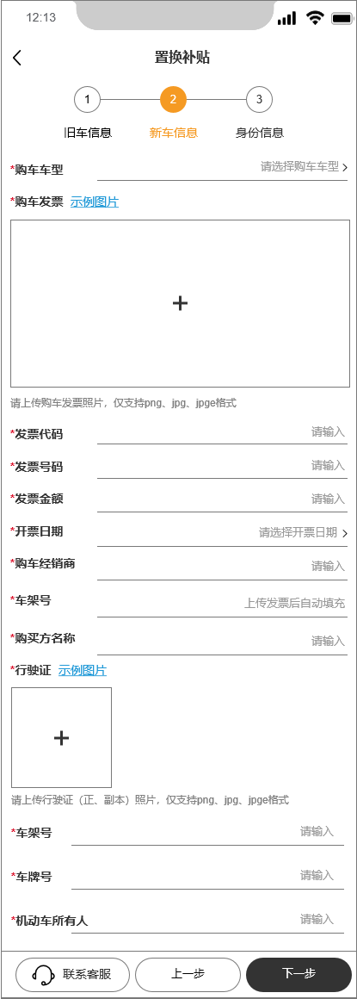 12:13
置换补贴
1 2 3
旧车信息 新车信息 身份信息
*购车车型 请选择购车车型
*购车发票 示例图片
请上传购车发票照片，仅支持png、jpg、jpge格式
*发票代码 请输入
*发票号码 请输入
*发票金额 请输入
*开票日期 请选择开票日期
*购车经销商 请输入
*车架号 上传发票后自动填充
*购买方名称 请输入
*行驶证 示例图片
请上传行驶证（正、副本）照片，仅支持png、jpg、jpge格式
*车架号 请输入
*车牌号 请输入
*机动车所有人 请输入
联系客服 上一步 下一步